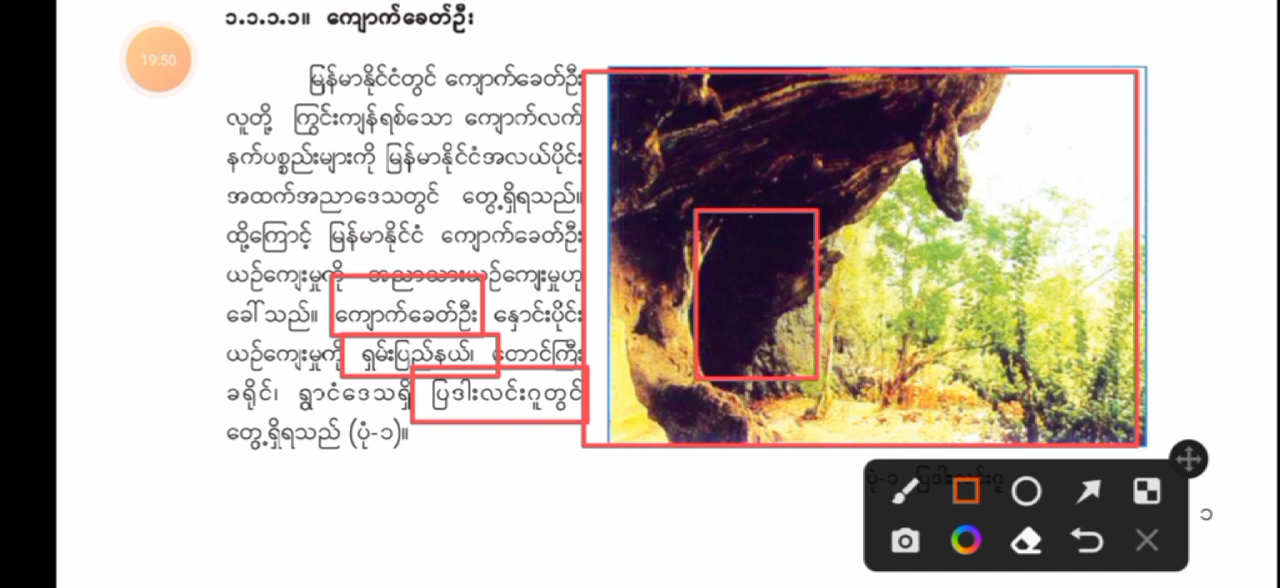 ၁.၁.၁.၁။ ကျောက်ခေတ်ဦး
19:50
မြန်မာနိုင်ငံတွင် ကျောက်ခေတ်ဦး
လူတို့ ကြွင်းကျန်ရစ်သော ကျောက်လက်
နက်ပစ္စည်းများကို မြန်မာနိုင်ငံအလယ်ပိုင်း
အထက်အညာဒေသတွင် တွေ့ရှိရသည်။
ထို့ကြောင့် မြန်မာနိုင်ငံ ကျောက်ခေတ်ဦး
ယဉ်ကျေးမှုကို အညာသားယဉ်ကျေးမှုဟု
ခေါ်သည်။ ကျောက်ခေတ်ဦး နှောင်းပိုင်း
ယဉ်ကျေးမှုကို ရှမ်းပြည်နယ်၊ တောင်ကြီး
ခရိုင်၊ ရွာငံဒေသရှိ ပြဒါးလင်းဂူတွင်
တွေ့ရှိရသည် (ပုံ-၁)။
ပုံ-၁ ပြဒါးလင်းဂူ
၁